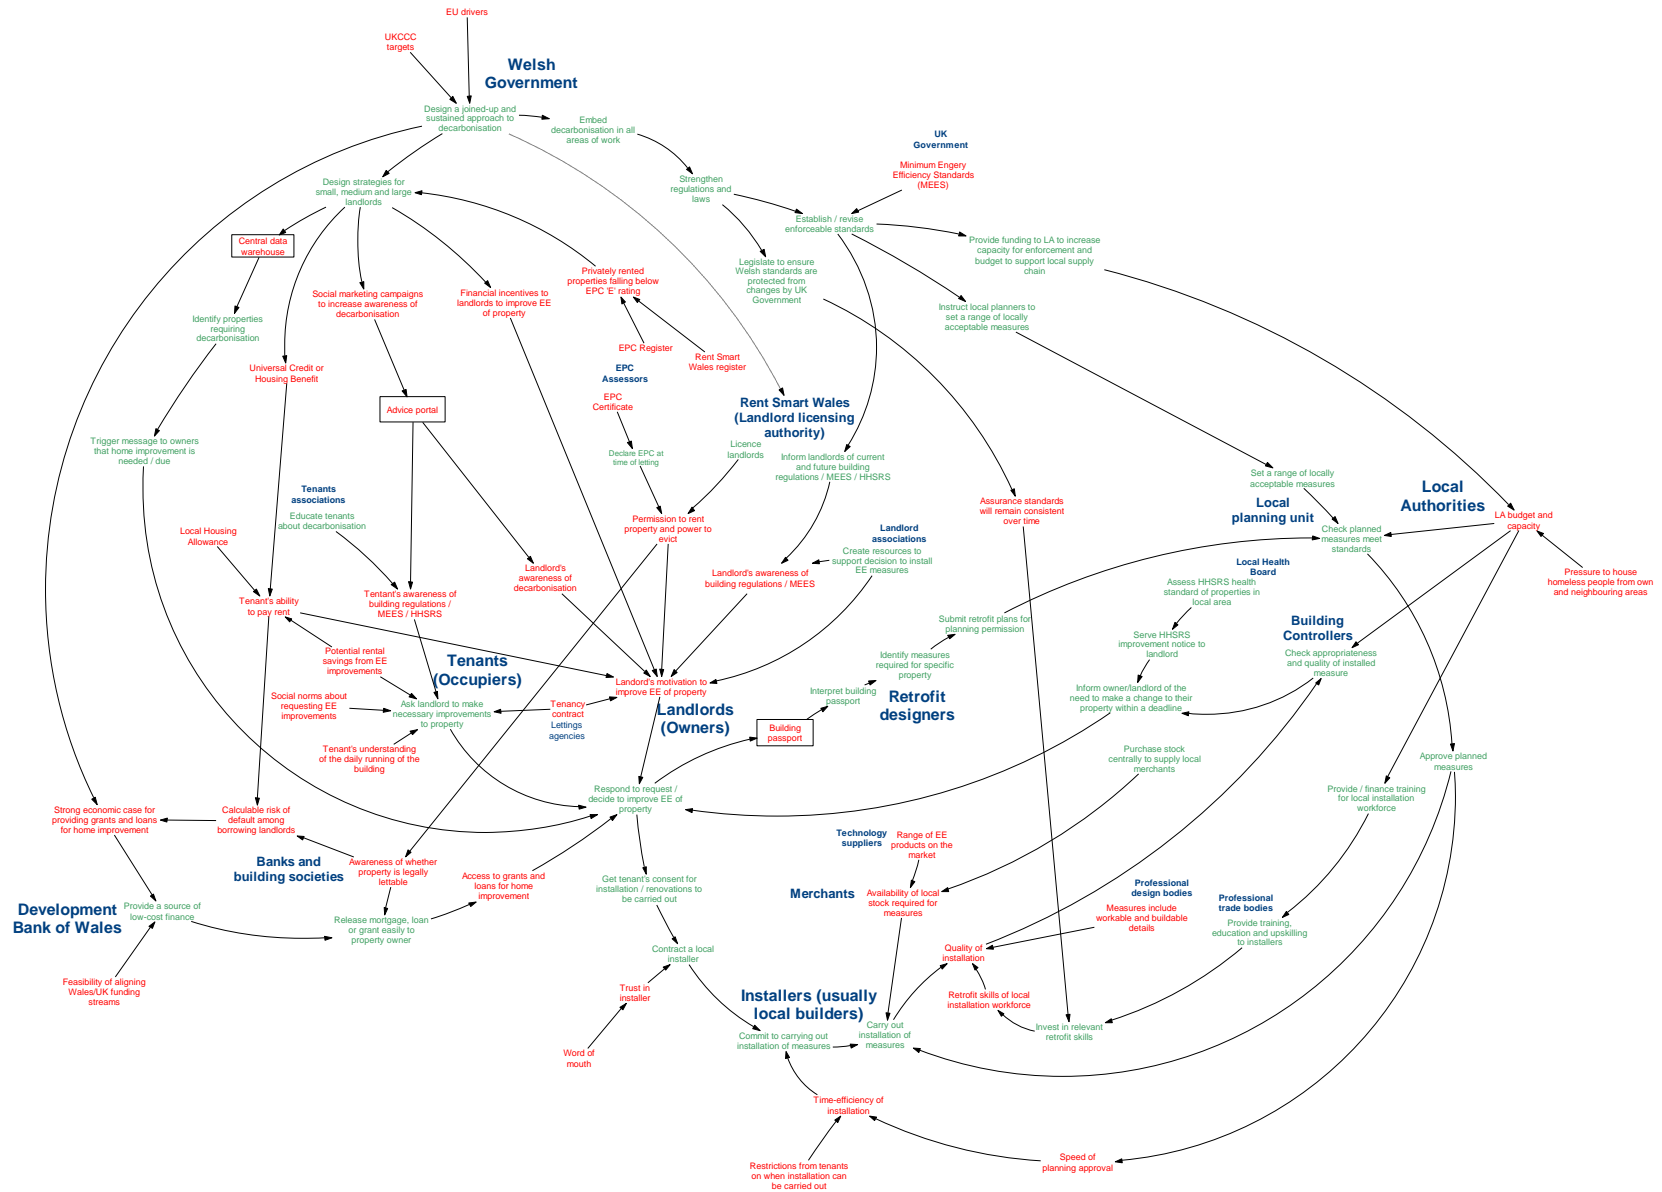 EU drivers
UKCCC
targets
Welsh
Government
Design a joined-up and
sustained approach to
decarbonisation
Embed
decarbonisation in all
areas of work
UK
Government
Minimum Engery
Efficiency Standards
(MEES)
Design strategies for
small, medium and large
landlords
Strengthen
regulations and
laws
Establish / revise
enforceable standards
Central data
warehouse
Provide funding to LA to increase
capacity for enforcement and
budget to support local supply
chain
Legislate to ensure
Welsh standards are
protected from
changes by UK
Government
Privately rented
properties falling below
EPC 'E' rating
Social marketing campaigns
to increase awareness of
decarbonisation
Financial incentives to
landlords to improve EE
of property
Instruct local planners to
set a range of locally
acceptable measures
Identify properties
requiring
decarbonisation
EPC Register
Rent Smart
Wales register
Universal Credit or
Housing Benefit
EPC
Assessors
EPC
Certificate
Advice portal
Rent Smart Wales
(Landlord licensing
authority)
Trigger message to owners
that home improvement is
needed / due
Declare EPC at
time of letting
Licence
landlords
Inform landlords of current
and future building
regulations / MEES / HHSRS
Set a range of locally
acceptable measures
Tenants
associations
Educate tenants
about decarbonisation
Assurance standards
will remain consistent
over time
Local
planning unit
Local
Authorities
LA budget and
capacity
Local Housing
Allowance
Permission to rent
property and power to
evict
Landlord
associations
Create resources to
support decision to install
EE measures
Check planned
measures meet
standards
Local Health
Board
Assess HHSRS health
standard of properties in
local area
Pressure to house
homeless people from own
and neighbouring areas
Landlord's
awareness of
decarbonisation
Landlord's awareness of
building regulations / MEES
Tenant's ability
to pay rent
Tentant's awareness of
building regulations /
MEES / HHSRS
Submit retrofit plans for
planning permission
Serve HHSRS
improvement notice to
landlord
Building
Controllers
Check appropriateness
and quality of installed
measure
Potential rental
savings from EE
improvements
Tenants
(Occupiers)
Identify measures
required for specific
property
Landord's motivation to
improve EE of property
Interpret building
passport
Inform owner/landlord of the
need to make a change to their
property within a deadline
Social norms about
requesting EE
improvements
Ask landlord to make
necessary improvements
to property
Tenancy
contract
Lettings
agencies
Landlords
(Owners)
Retrofit
designers
Building
passport
Tenant's understanding
of the daily running of the
building
Purchase stock
centrally to supply local
merchants
Approve planned
measures
Respond to request /
decide to improve EE of
property
Provide / finance training
for local installation
workforce
Strong economic case for
providing grants and loans
for home improvement
Calculable risk of
default among
borrowing landlords
Technology
suppliers
Range of EE
products on the
market
Banks and
building societies
Awareness of whether
property is legally
lettable
Access to grants and
loans for home
improvement
Get tenant's consent for
installation / renovations to
be carried out
Merchants
Availability of local
stock required for
measures
Professional
design bodies
Measures include
workable and buildable
details
Professional
trade bodies
Provide training,
education and upskilling
to installers
Development
Bank of Wales
Provide a source of
low-cost finance
Release mortgage, loan
or grant easily to
property owner
Contract a local
installer
Quality of
installation
Feasibility of aligning
Wales/UK funding
streams
Trust in
installer
Installers (usually
local builders)
Retrofit skills of local
installation workforce
Commit to carrying out
installation of measures
Carry out
installation of
measures
Invest in relevant
retrofit skills
Word of
mouth
Time-efficiency of
installation
Restrictions from tenants
on when installation can
be carried out
Speed of
planning approval